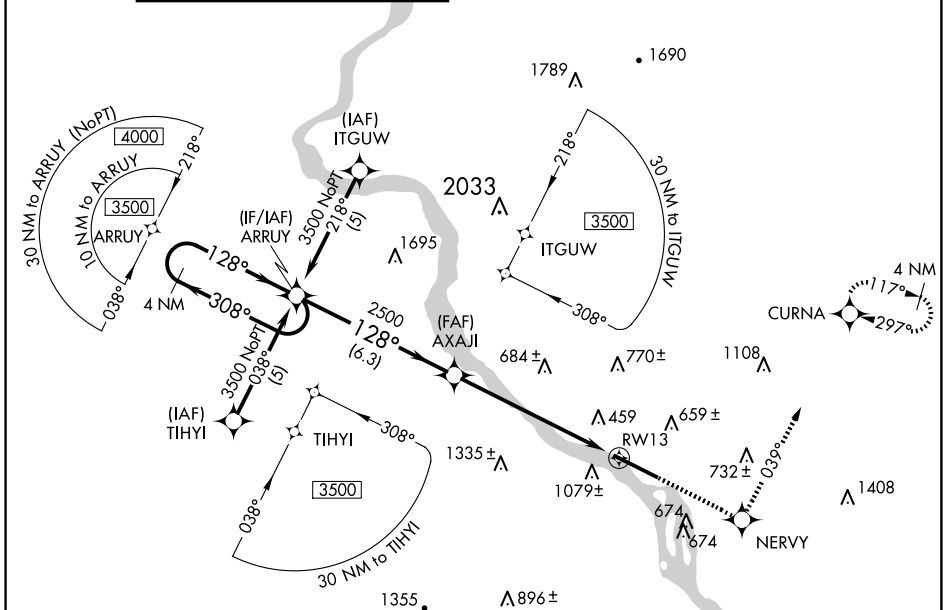 1690
1789
30 NM to ARRUY (NoPT)
4000
218°
10 NM to ARRUY
3500
ARRUY
038°
(IAF)
ITGUW
3500 NoPT
218°
(5)
(IF/IAF)
ARRUY
2033
1695
218°
30 NM to ITGUW
3500
ITGUW
308°
128°
4 NM
308°
2500
128°
(6.3)
(FAF)
AXAJI
4 NM
117°
CURNA
297°
3500 NoPT
038°
(5)
(IAF)
TIHYI
684 ±
770 ±
1108
TIHYI
308°
3500
038°
30 NM to TIHYI
459
659 ±
RW13
1335 ±
1079 ±
732 ±
039°
1408
674
674
NERVY
1355
896 ±